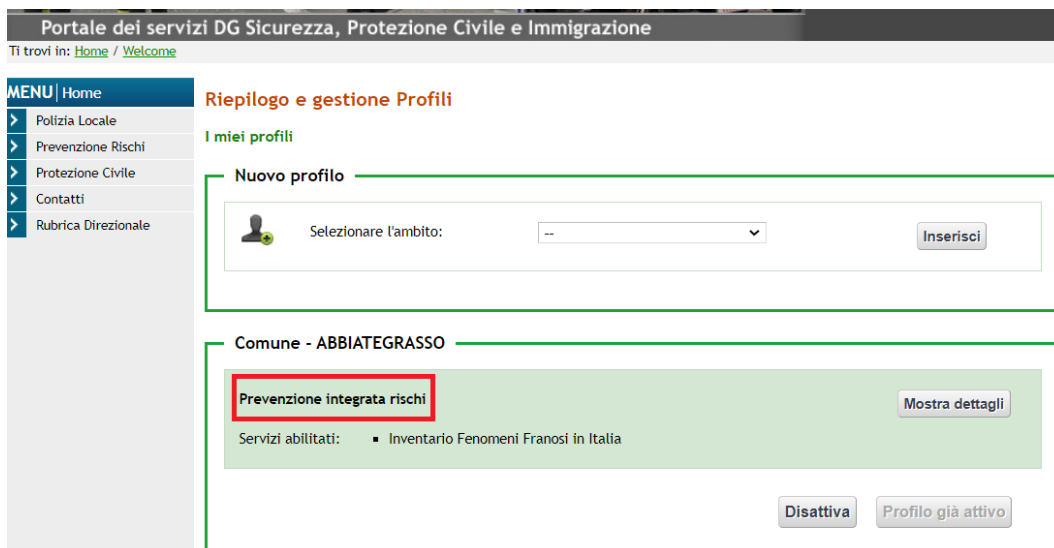 Portale dei servizi DG Sicurezza, Protezione Civile e Immigrazione
Ti trovi in: Home / Welcome
MENU| Home
Polizia Locale
Prevenzione Rischi
Protezione Civile
Contatti
Rubrica Direzionale
Riepilogo e gestione Profili
I miei profili
Nuovo profilo
Selezionare l'ambito: -- Inserisci
Comune - ABBIATEGRASSO
Prevenzione integrata rischi
Mostra dettagli
Servizi abilitati: ▪ Inventario Fenomeni Franosi in Italia
Disattiva Profilo già attivo